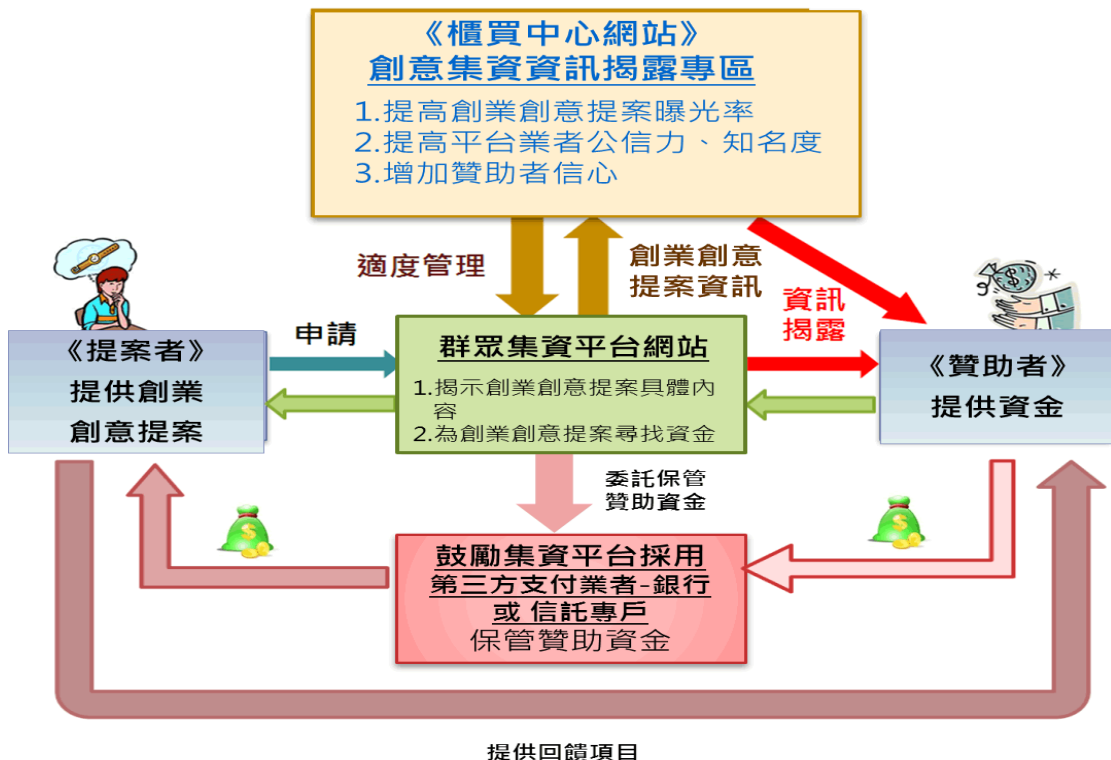 《櫃買中心網站》
創意集資資訊揭露專區
1.提高創業創意提案曝光率
2.提高平台業者公信力、知名度
3.增加贊助者信心
適度管理
創業創意
提案資訊
資訊
揭露
申請
《提案者》
提供創業
創意提案
群眾集資平台網站
1.揭示創業創意提案具體內
容
2.為創業創意提案尋找資金
《贊助者》
提供資金
委託保管
贊助資金
鼓勵集資平台採用
第三方支付業者-銀行
或 信託專戶
保管贊助資金
提供回饋項目